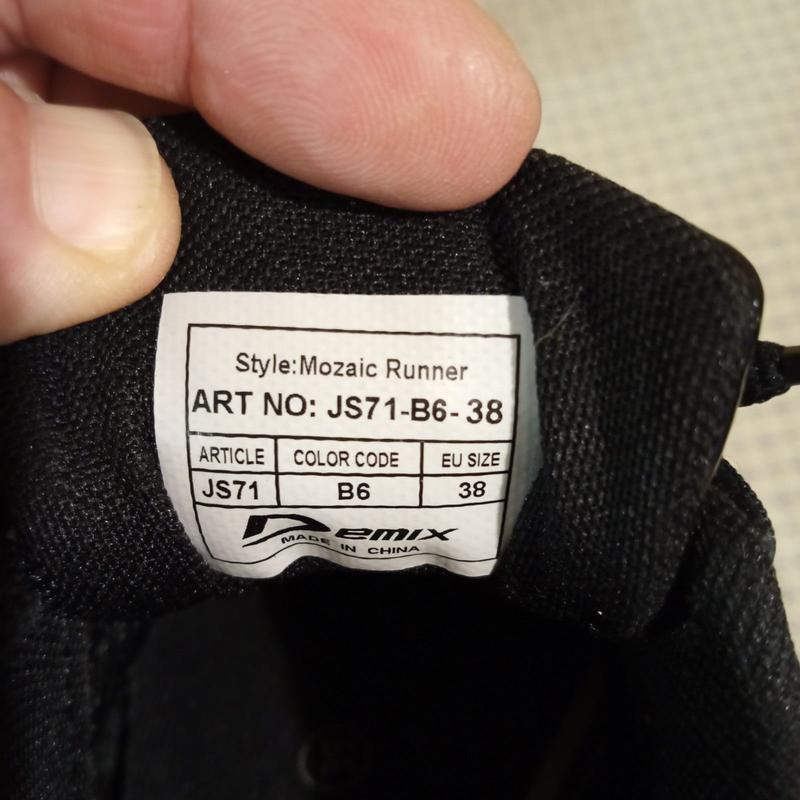 Style:Mozaic Runner
ART NO: JS71-B6-38
ARTICLE COLOR CODE EU SIZE
JS71 B6 38
Demix
MADE IN CHINA